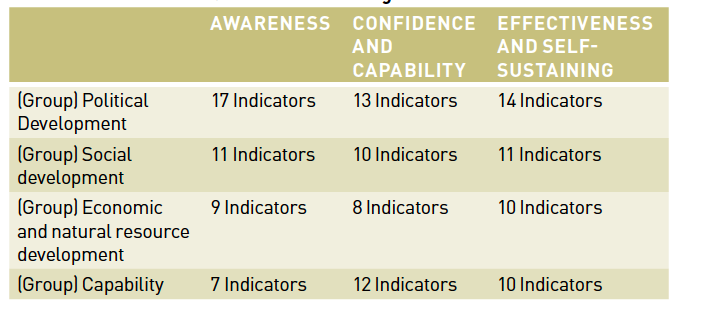 AWARENESS CONFIDENCE EFFECTIVENESS
AND AND SELF-
CAPABILITY SUSTAINING
(Group) Political 17 Indicators 13 Indicators 14 Indicators
Development
(Group) Social 11 Indicators 10 Indicators 11 Indicators
development
(Group) Economic 9 Indicators 8 Indicators 10 Indicators
and natural resource
development
(Group) Capability 7 Indicators 12 Indicators 10 Indicators